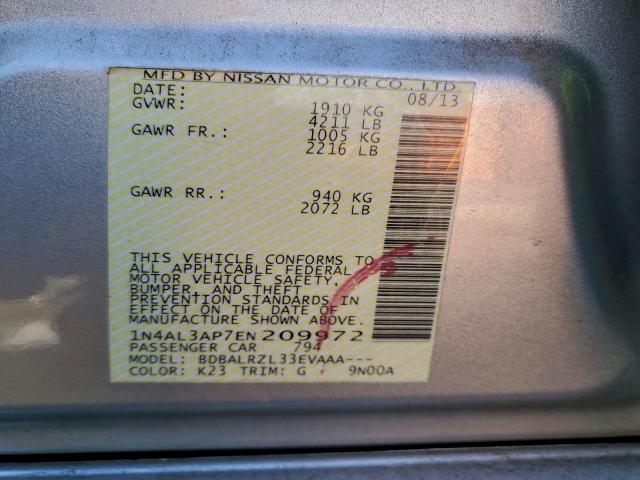 MFD BY NISSAN MOTOR CO., LTD.
DATE: 08/13
GVWR: 1910 KG
4211 LB
GAWR FR.: 1005 KG
2216 LB
GAWR RR.: 940 KG
2072 LB
THIS VEHICLE CONFORMS TO
ALL APPLICABLE FEDERAL
MOTOR VEHICLE SAFETY,
BUMPER, AND THEFT
PREVENTION STANDARDS IN
EFFECT ON THE DATE OF
MANUFACTURE SHOWN ABOVE.
1N4AL3AP7EN209972
PASSENGER CAR 794
MODEL: BDBALRZL33EVAAA---
COLOR: K23 TRIM: G 9N00A